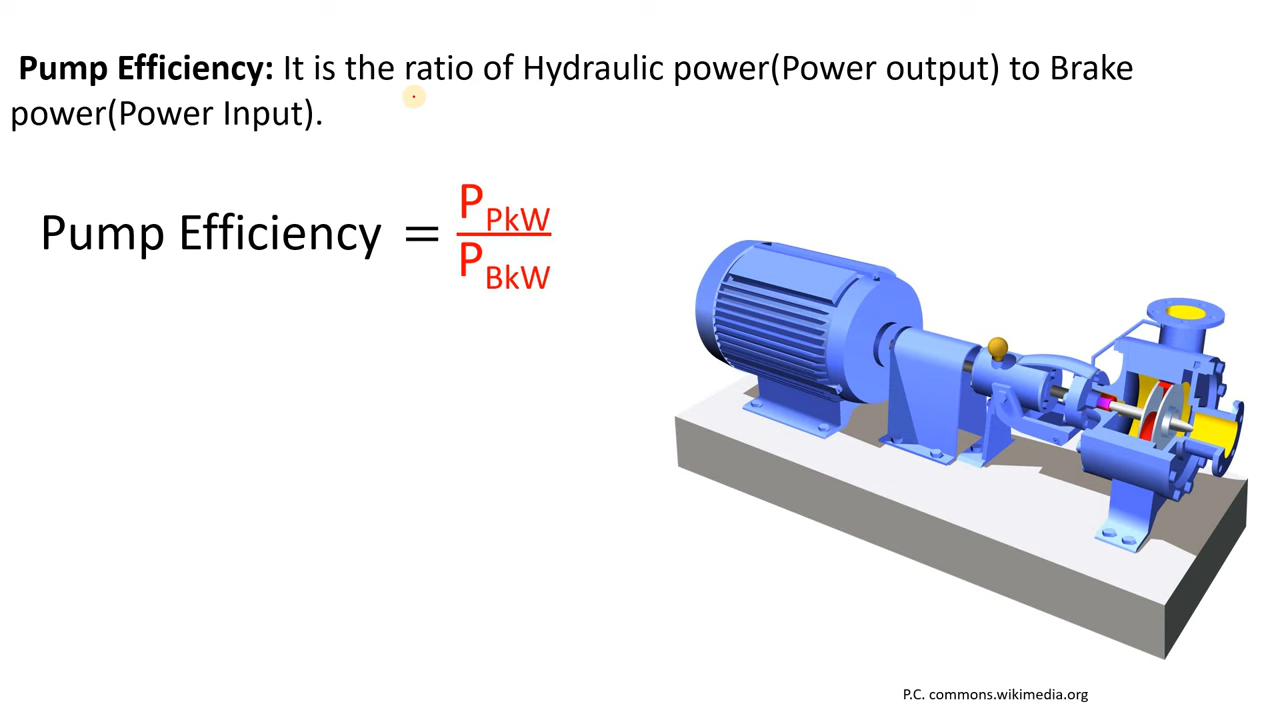 Pump Efficiency: It is the ratio of Hydraulic power(Power output) to Brake
power(Power Input).
Pump Efficiency = P_PkW / P_BkW
P.C. commons.wikimedia.org